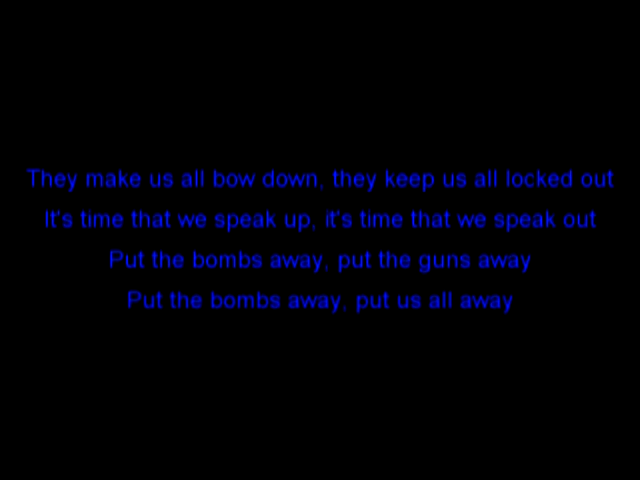 They make us all bow down, they keep us all locked out
It's time that we speak up, it's time that we speak out
Put the bombs away, put the guns away
Put the bombs away, put us all away